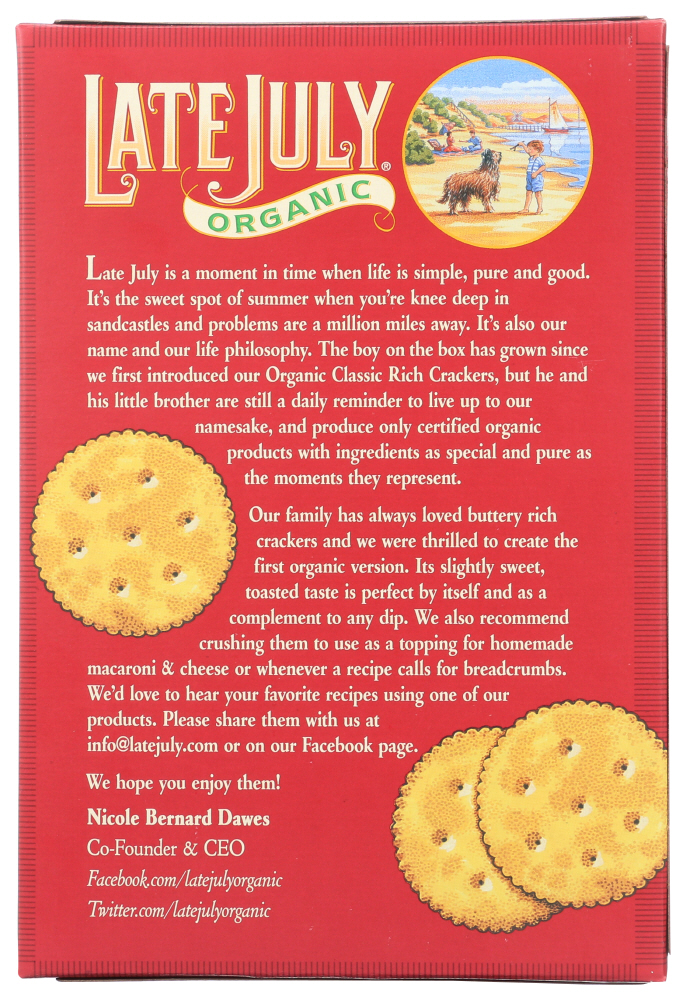 LATE JULY®
ORGANIC
Late July is a moment in time when life is simple, pure and good.
It's the sweet spot of summer when you're knee deep in
sandcastles and problems are a million miles away. It's also our
name and our life philosophy. The boy on the box has grown since
we first introduced our Organic Classic Rich Crackers, but he and
his little brother are still a daily reminder to live up to our
namesake, and produce only certified organic
products with ingredients as special and pure as
the moments they represent.
Our family has always loved buttery rich
crackers and we were thrilled to create the
first organic version. Its slightly sweet,
toasted taste is perfect by itself and as a
complement to any dip. We also recommend
crushing them to use as a topping for homemade
macaroni & cheese or whenever a recipe calls for breadcrumbs.
We'd love to hear your favorite recipes using one of our
products. Please share them with us at
info@latejuly.com or on our Facebook page.
We hope you enjoy them!
Nicole Bernard Dawes
Co-Founder & CEO
Facebook.com/latejulyorganic
Twitter.com/latejulyorganic